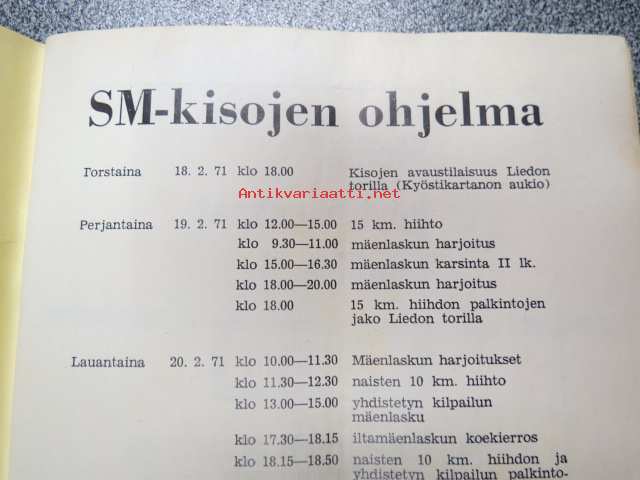 SM-kisojen ohjelma
Torstaina 18. 2. 71 klo 18.00 Kisojen avaustilaisuus Liedon
torilla (Kyöstikartanon aukio)
Antikvariaatti.net
Perjantaina 19. 2. 71 klo 12.00—15.00 15 km. hiihto
klo 9.30—11.00 mäenlaskun harjoitus
klo 15.00—16.30 mäenlaskun karsinta II lk.
klo 18.00—20.00 mäenlaskun harjoitus
klo 18.00 15 km. hiihdon palkintojen
jako Liedon torilla
Lauantaina 20. 2. 71 klo 10.00—11.30 Mäenlaskun harjoitukset
klo 11.30—12.30 naisten 10 km. hiihto
klo 13.00—15.00 yhdistetyn kilpailun
mäenlasku
klo 17.30—18.15 iltamäenlaskun koekierros
klo 18.15—18.50 naisten 10 km. hiihdon ja
yhdistetyn kilpailun palkinto-